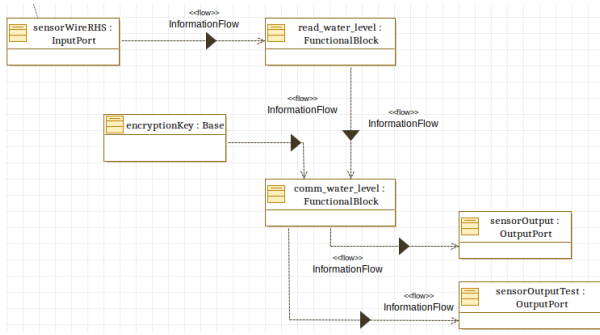 <<flow>>
InformationFlow
sensorWireRHS :
InputPort
read_water_level :
FunctionalBlock
<<flow>>
InformationFlow
<<flow>>
InformationFlow
encryptionKey : Base
comm_water_level :
FunctionalBlock
sensorOutput :
OutputPort
<<flow>>
InformationFlow
<<flow>>
InformationFlow
sensorOutputTest :
OutputPort